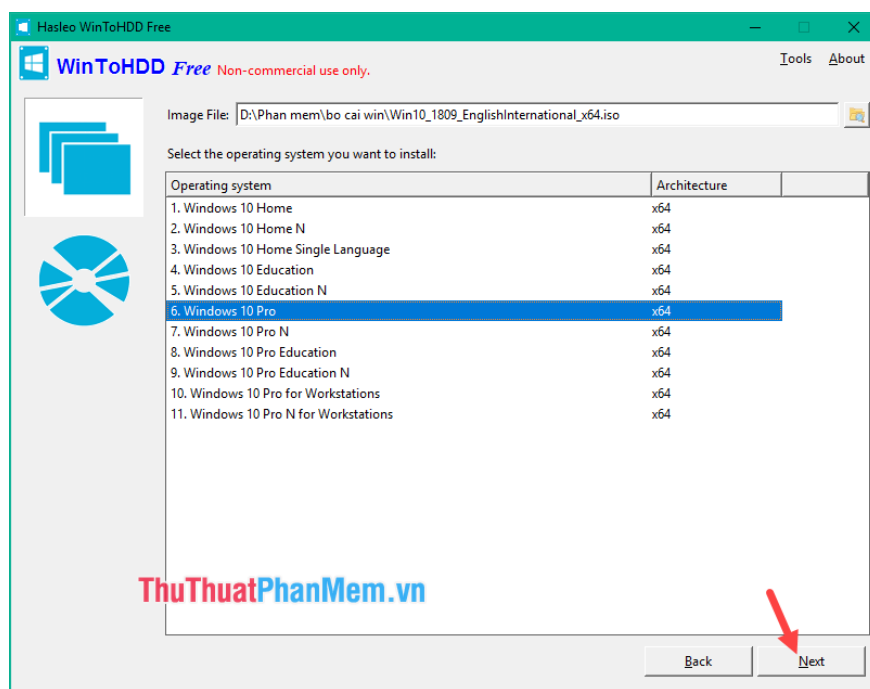 Hasleo WinToHDD Free
WinToHDD Free Non-commercial use only.
Tools About
Image File: D:\Phan mem\bo cai win\Win10_1809_EnglishInternational_x64.iso
Select the operating system you want to install:
Operating system Architecture
1. Windows 10 Home x64
2. Windows 10 Home N x64
3. Windows 10 Home Single Language x64
4. Windows 10 Education x64
5. Windows 10 Education N x64
6. Windows 10 Pro x64
7. Windows 10 Pro N x64
8. Windows 10 Pro Education x64
9. Windows 10 Pro Education N x64
10. Windows 10 Pro for Workstations x64
11. Windows 10 Pro N for Workstations x64
ThuThuatPhanMem.vn
Back Next